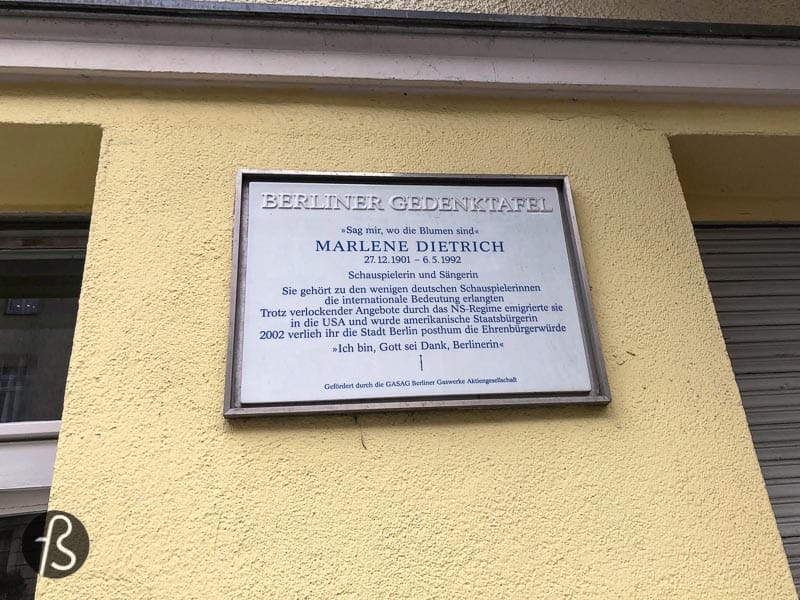 BERLINER GEDENKTAFEL
»Sag mir, wo die Blumen sind«
MARLENE DIETRICH
27.12.1901 – 6.5.1992
Schauspielerin und Sängerin
Sie gehört zu den wenigen deutschen Schauspielerinnen
die internationale Bedeutung erlangten
Trotz verlockender Angebote durch das NS-Regime emigrierte sie
in die USA und wurde amerikanische Staatsbürgerin
2002 verlieh ihr die Stadt Berlin posthum die Ehrenbürgerwürde
»Ich bin, Gott sei Dank, Berlinerin«
Gefördert durch die GASAG Berliner Gaswerke Aktiengesellschaft
ß